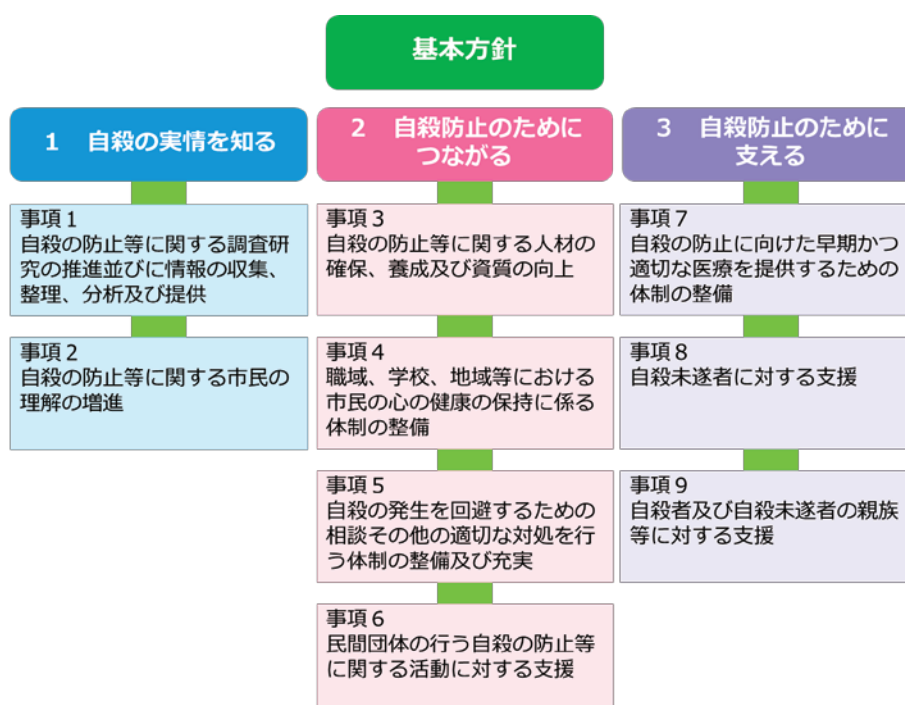 基本方針
1 自殺の実情を知る
事項1
自殺の防止等に関する調査研
究の推進並びに情報の収集、
整理、分析及び提供
事項2
自殺の防止等に関する市民の
理解の増進
2 自殺防止のために
つながる
事項3
自殺の防止等に関する人材の
確保、養成及び資質の向上
事項4
職域、学校、地域等における
市民の心の健康の保持に係る
体制の整備
事項5
自殺の発生を回避するための
相談その他の適切な対処を行
う体制の整備及び充実
事項6
民間団体の行う自殺の防止等
に関する活動に対する支援
3 自殺防止のために
支える
事項7
自殺の防止に向けた早期かつ
適切な医療を提供するための
体制の整備
事項8
自殺未遂者に対する支援
事項9
自殺者及び自殺未遂者の親族
等に対する支援